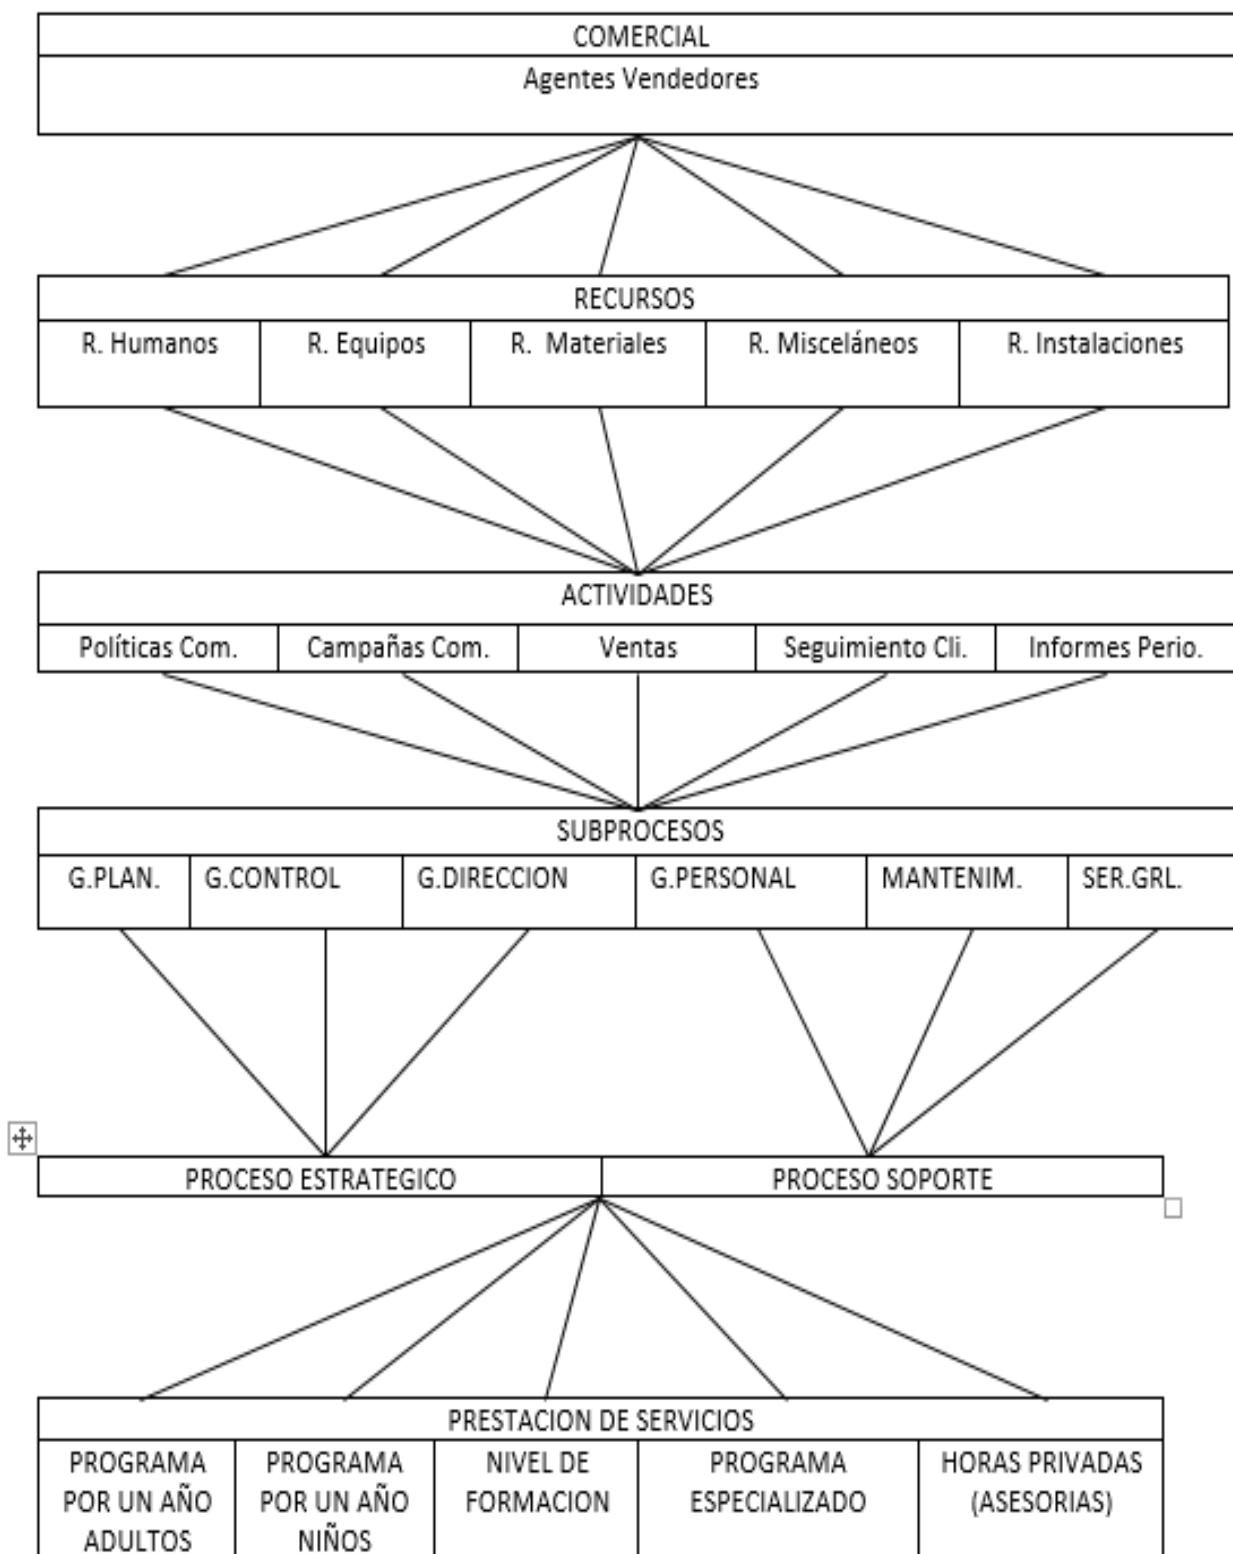 COMERCIAL
Agentes Vendedores
RECURSOS
R. Humanos R. Equipos R. Materiales R. Misceláneos R. Instalaciones
ACTIVIDADES
Políticas Com. Campañas Com. Ventas Seguimiento Cli. Informes Perio.
SUBPROCESOS
G.PLAN. G.CONTROL G.DIRECCION G.PERSONAL MANTENIM. SER.GRL.
PROCESO ESTRATEGICO PROCESO SOPORTE
PRESTACION DE SERVICIOS
PROGRAMA
POR UN AÑO
ADULTOS
PROGRAMA
POR UN AÑO
NIÑOS
NIVEL DE
FORMACION
PROGRAMA
ESPECIALIZADO
HORAS PRIVADAS
(ASESORIAS)